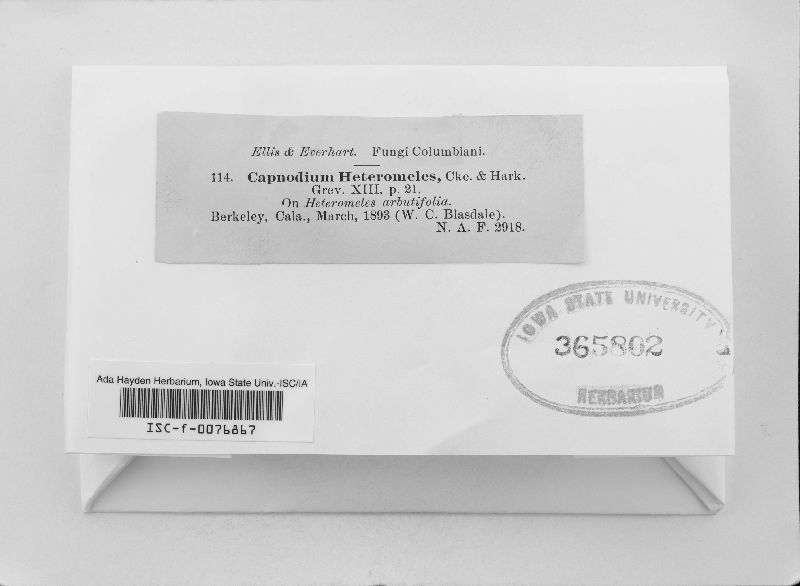 Ellis & Everhart. Fungi Columbiani.
114. Capnodium Heteromeles, Cke. & Hark.
Grev. XIII, p. 21.
On Heteromeles arbutifolia.
Berkeley, Cala., March, 1893 (W. C. Blasdale).
N. A. F. 2918.
IOWA STATE UNIVERSITY
365802
HERBARIUM
Ada Hayden Herbarium, Iowa State Univ.-ISC/IA
ISC-f-0076867